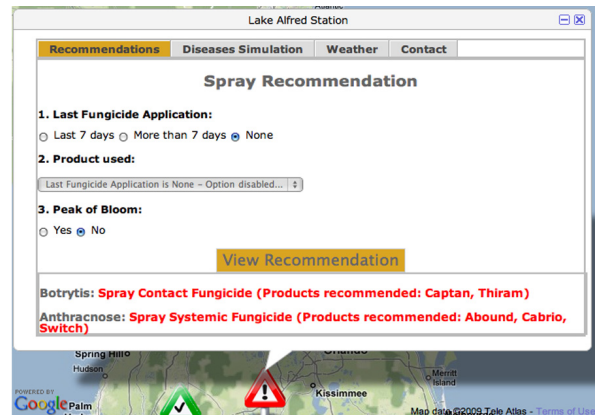 Lake Alfred Station
Recommendations Diseases Simulation Weather Contact
Spray Recommendation
1. Last Fungicide Application:
Last 7 days More than 7 days None
2. Product used:
Last Fungicide Application is None - Option disabled...
3. Peak of Bloom:
Yes No
View Recommendation
Botrytis: Spray Contact Fungicide (Products recommended: Captan, Thiram)
Anthracnose: Spray Systemic Fungicide (Products recommended: Abound, Cabrio,
Switch)
Spring Hill
Orlando
Hudson
Merritt
Island
Kissimmee
POWERED BY
Google Palm
Map data ©2009 Tele Atlas - Terms of Use